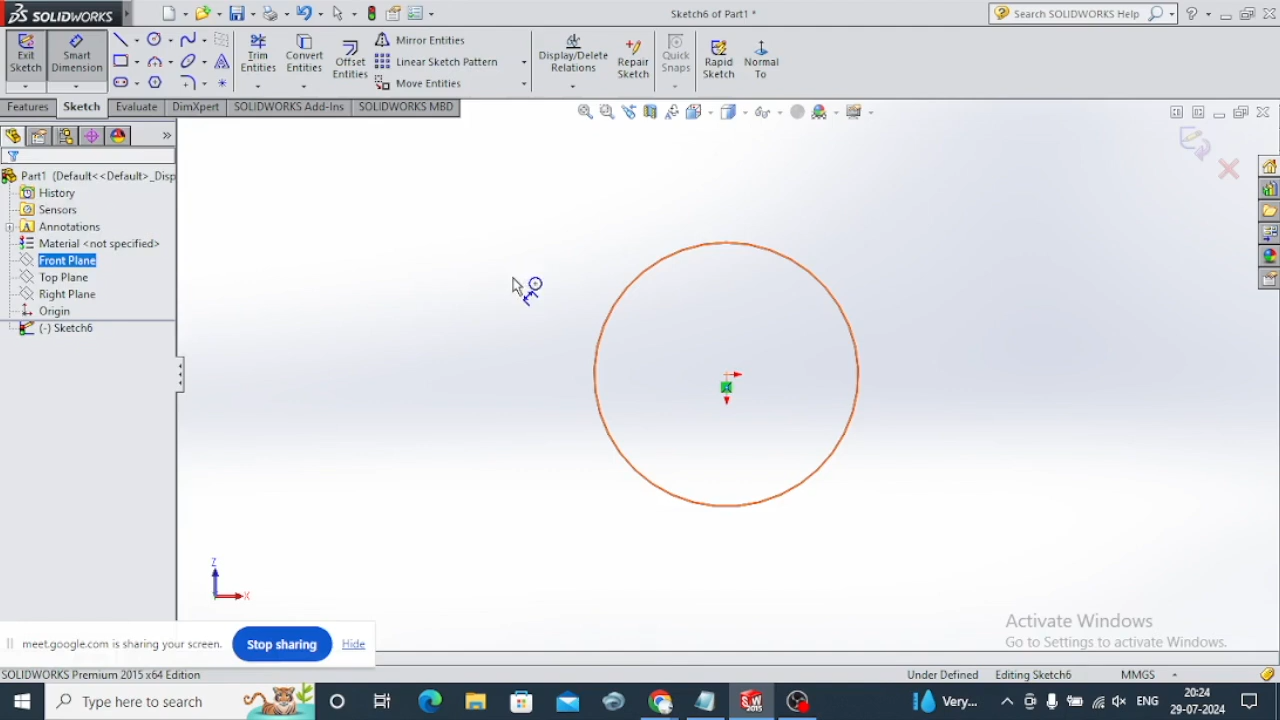 SOLIDWORKS
Sketch6 of Part1 *
Search SOLIDWORKS Help
Exit Sketch
Smart Dimension
Trim Entities
Convert Entities
Offset Entities
Mirror Entities
Linear Sketch Pattern
Move Entities
Display/Delete Relations
Repair Sketch
Quick Snaps
Rapid Sketch
Normal To
Features
Sketch
Evaluate
DimXpert
SOLIDWORKS Add-Ins
SOLIDWORKS MBD
Part1 (Default<<Default>_Disp
History
Sensors
Annotations
Material <not specified>
Front Plane
Top Plane
Right Plane
Origin
(-) Sketch6
Z
X
Activate Windows
Go to Settings to activate Windows.
meet.google.com is sharing your screen.
Stop sharing
Hide
SOLIDWORKS Premium 2015 x64 Edition
Under Defined
Editing Sketch6
MMGS
Type here to search
Very...
ENG
20:24
29-07-2024